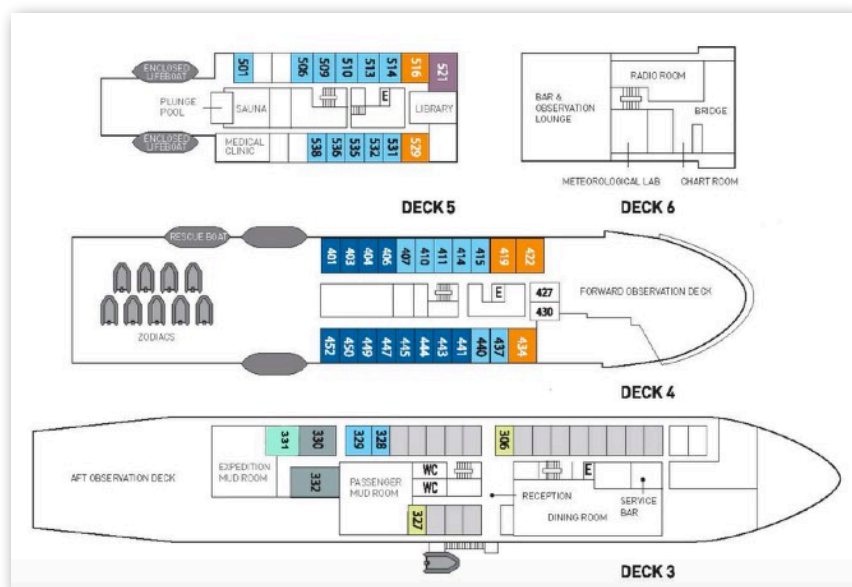 ENCLOSED
LIFEBOAT
501
506
509
510
513
514
516
521
PLUNGE
POOL
SAUNA
E
LIBRARY
ENCLOSED
LIFEBOAT
MEDICAL
CLINIC
538
536
535
532
531
529
DECK 5
BAR &
OBSERVATION
LOUNGE
RADIO ROOM
BRIDGE
METEOROLOGICAL LAB
CHART ROOM
DECK 6
RESCUE BOAT
401
403
404
406
407
410
411
414
415
419
422
E
427
430
FORWARD OBSERVATION DECK
ZODIACS
452
450
449
447
445
444
443
441
440
437
434
DECK 4
AFT OBSERVATION DECK
EXPEDITION
MUD ROOM
331
330
332
329
328
306
PASSENGER
MUD ROOM
WC
WC
327
E
RECEPTION
SERVICE
BAR
DINING ROOM
DECK 3